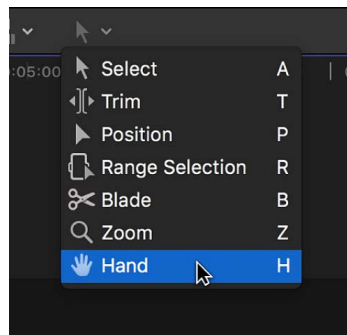 :05:00
Select A
Trim T
Position P
Range Selection R
Blade B
Zoom Z
Hand H